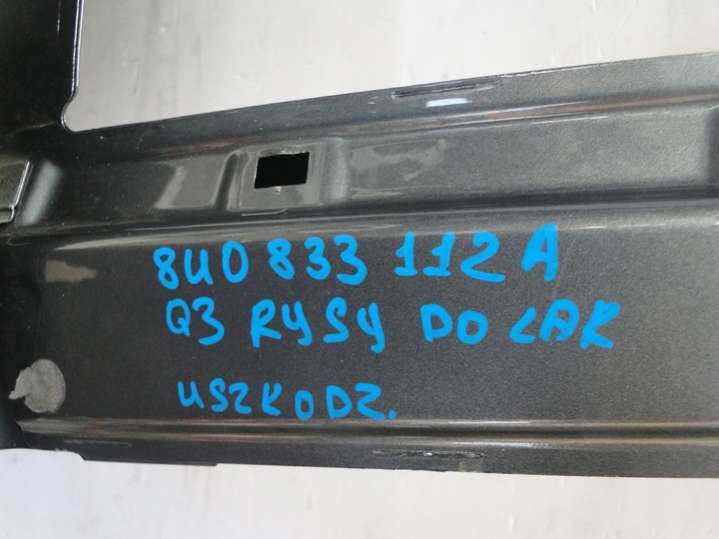 8U0 833 112 A
Q3 RYSY DO LAK
USZKODZ.